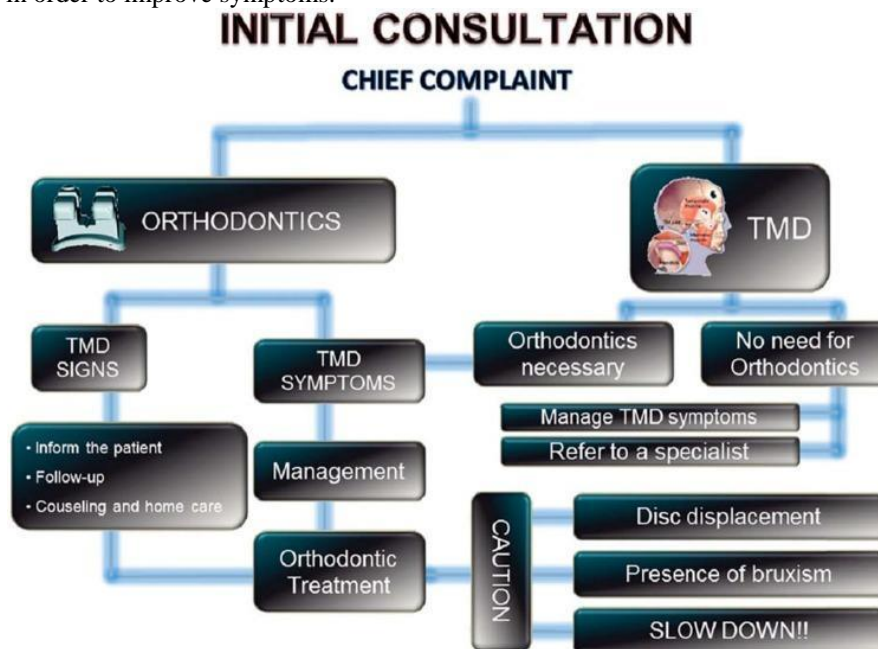 in order to improve symptoms.
INITIAL CONSULTATION
CHIEF COMPLAINT
ORTHODONTICS
TMD
TMD
SIGNS
TMD
SYMPTOMS
Orthodontics
necessary
No need for
Orthodontics
Manage TMD symptoms
Refer to a specialist
• Inform the patient
• Follow-up
• Couseling and home care
Management
Orthodontic
Treatment
CAUTION
Disc displacement
Presence of bruxism
SLOW DOWN!!